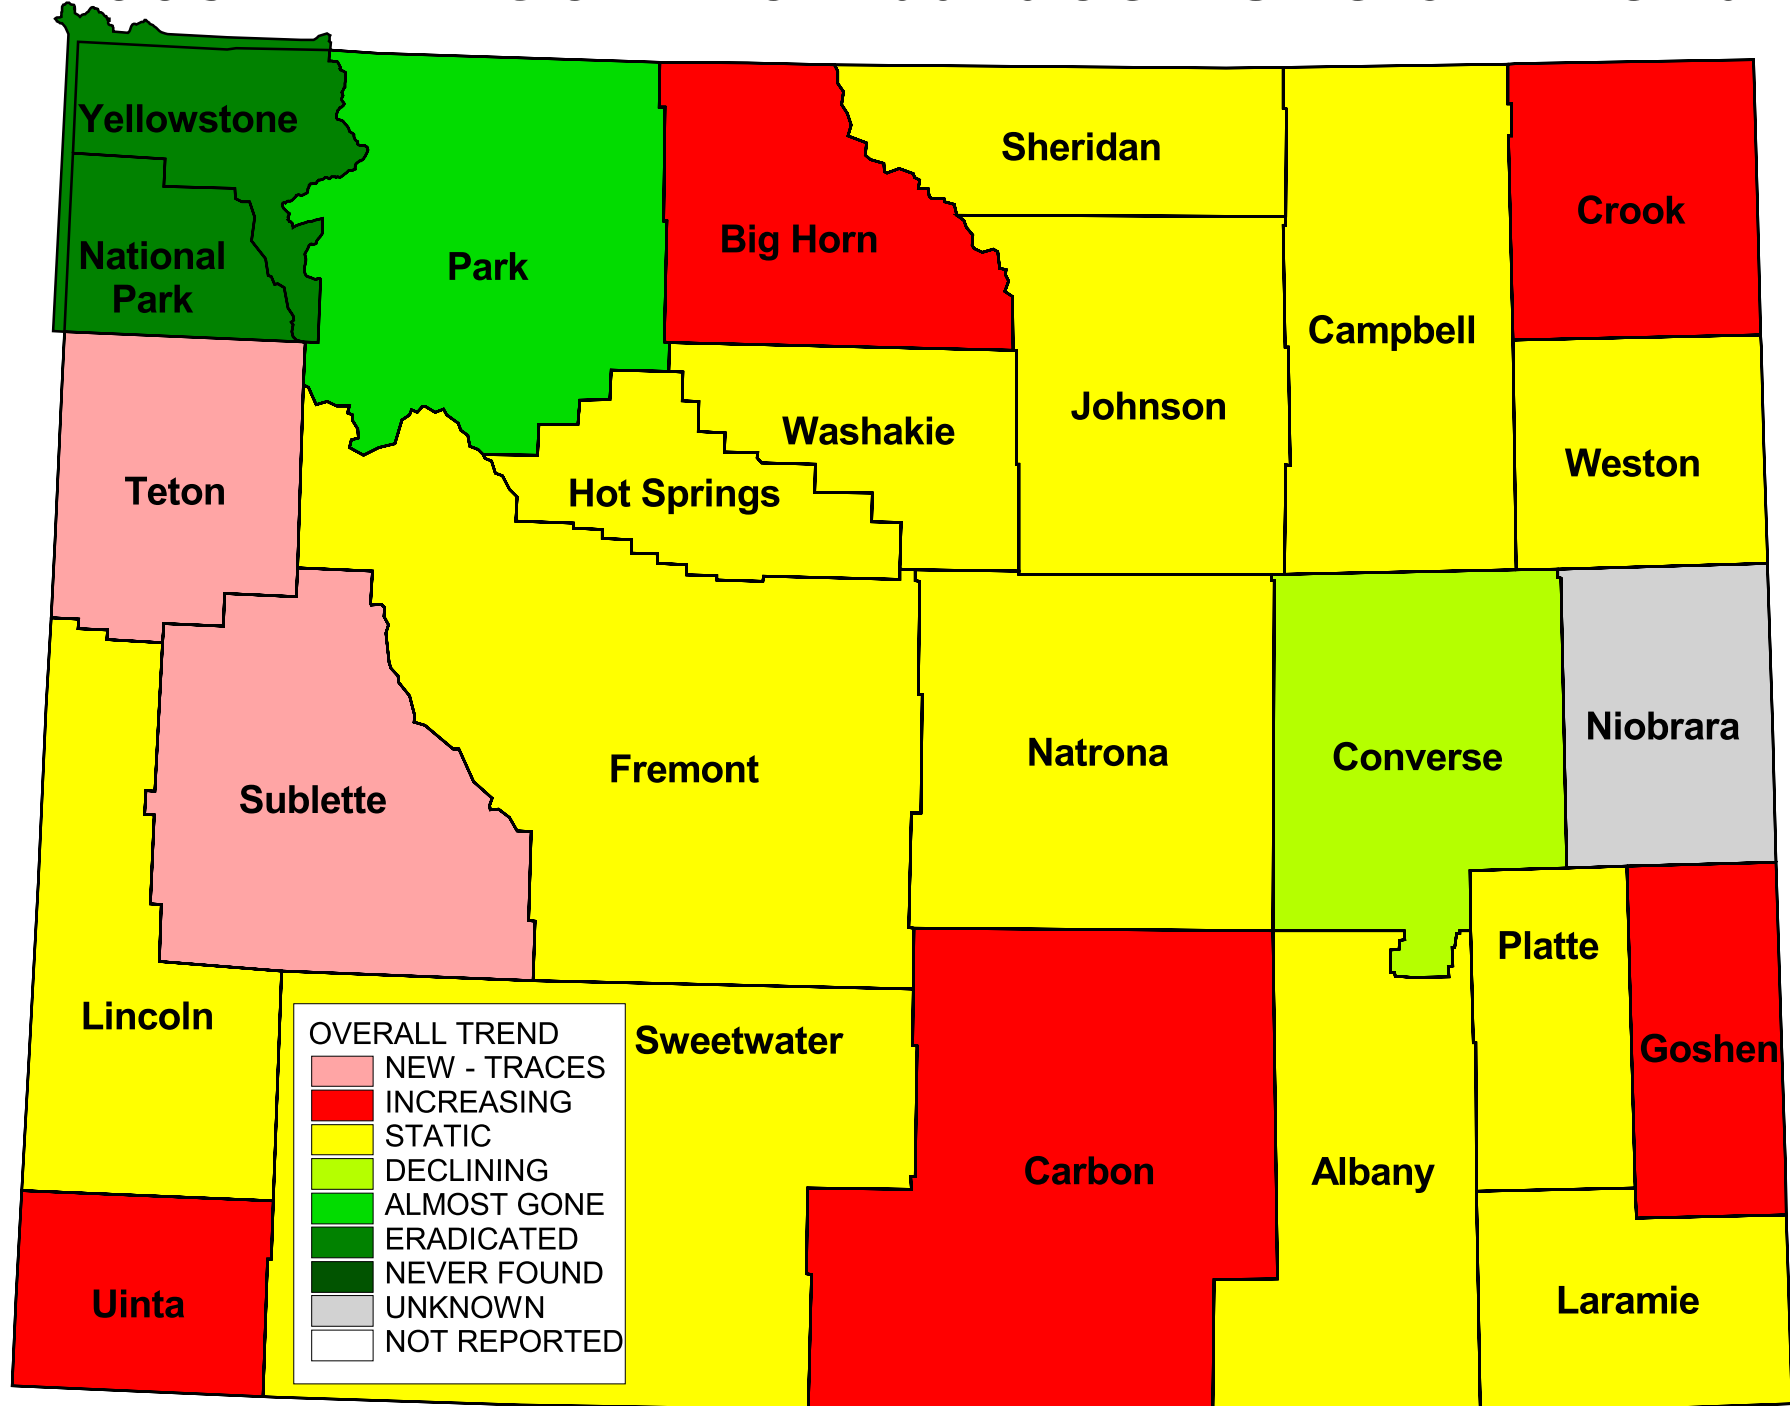 Yellowstone
National
Park
Park
Big Horn
Sheridan
Crook
Campbell
Johnson
Washakie
Weston
Hot Springs
Teton
Sublette
Fremont
Natrona
Converse
Niobrara
Lincoln
Sweetwater
Platte
Goshen
Carbon
Albany
Laramie
Uinta
OVERALL TREND
NEW - TRACES
INCREASING
STATIC
DECLINING
ALMOST GONE
ERADICATED
NEVER FOUND
UNKNOWN
NOT REPORTED